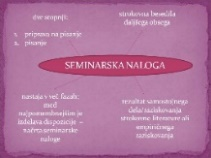 dve stopnji:
1. priprava na pisanje
2. pisanje
strokovna besedila
daljšega obsega
SEMINARSKA NALOGA
nastaja v več fazah:
med
najpomembnejšim je
izdelava dispozicije –
načrta seminarske
naloge
rezultat samostojnega
dela/raziskovanja
strokovne literature ali
empiričnega
raziskovanja